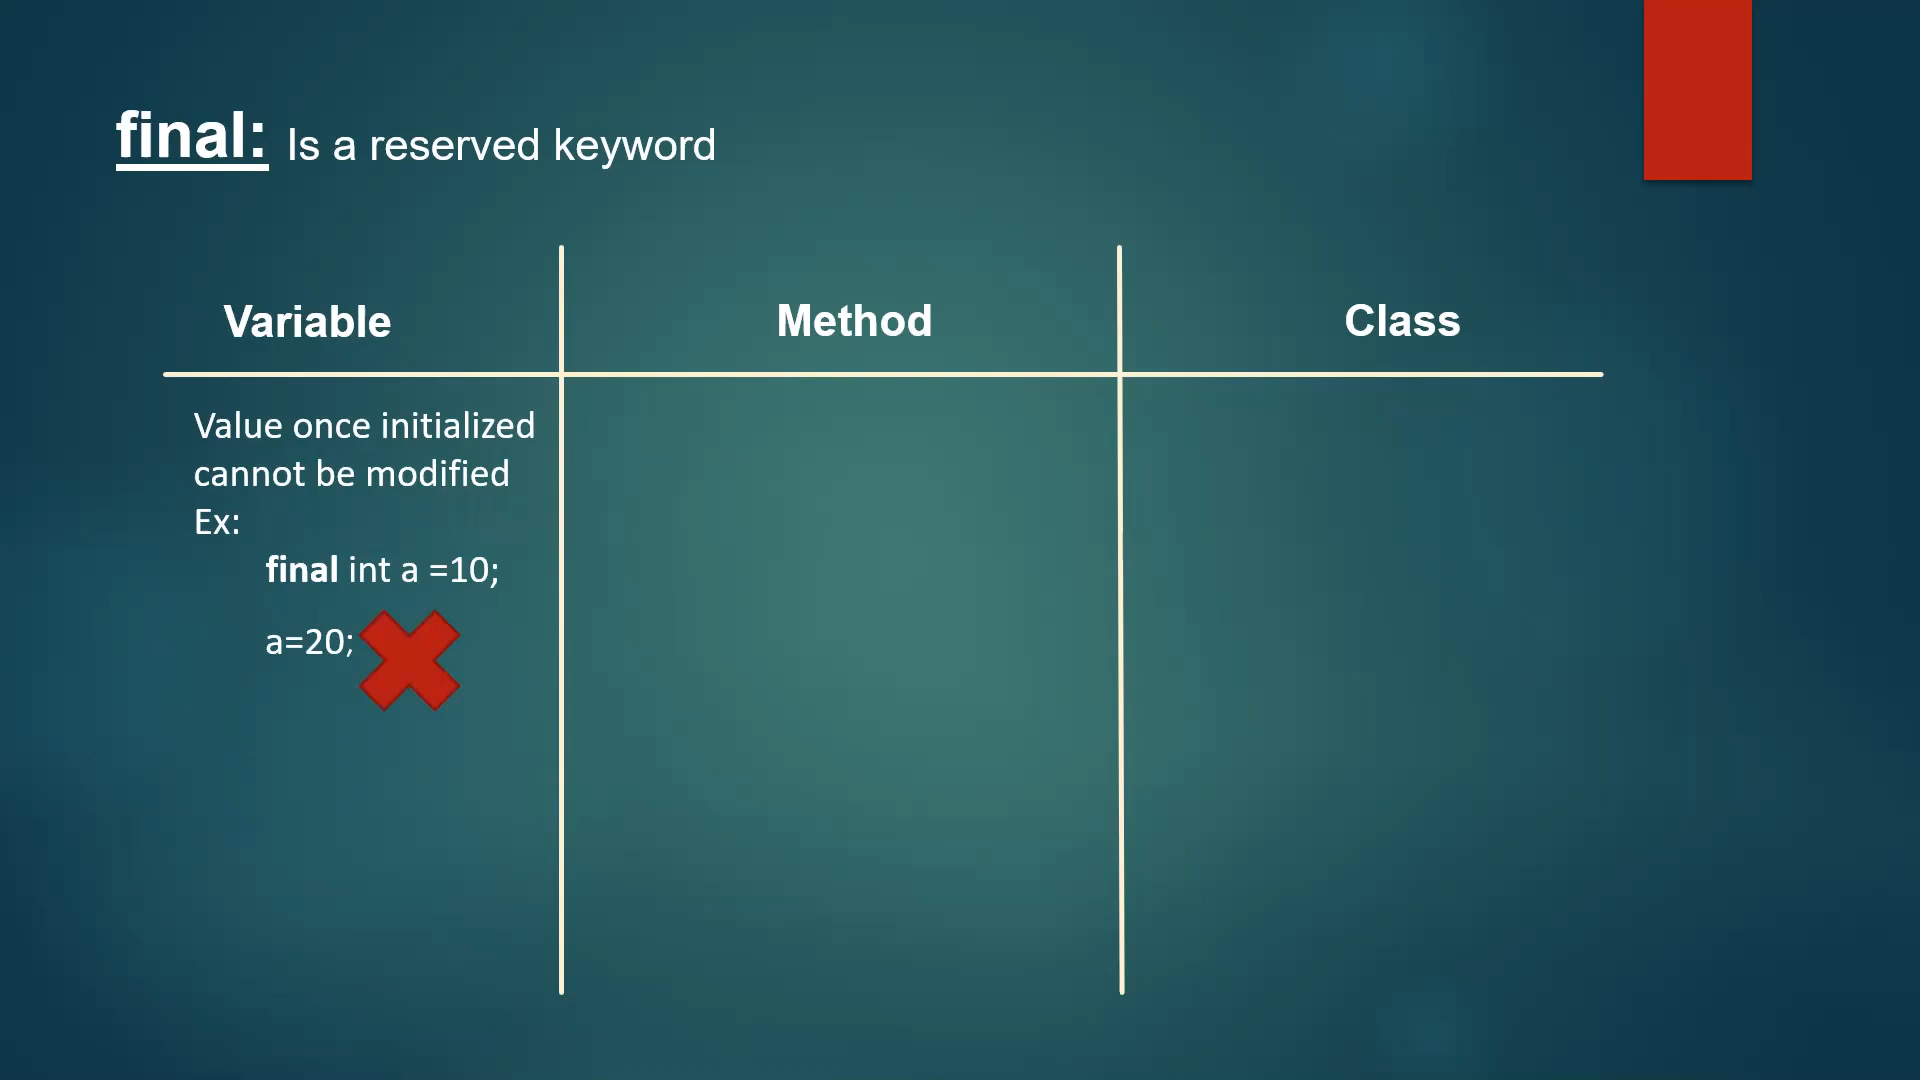 final: Is a reserved keyword
Variable
Method
Class
Value once initialized
cannot be modified
Ex:
final int a =10;
a=20;